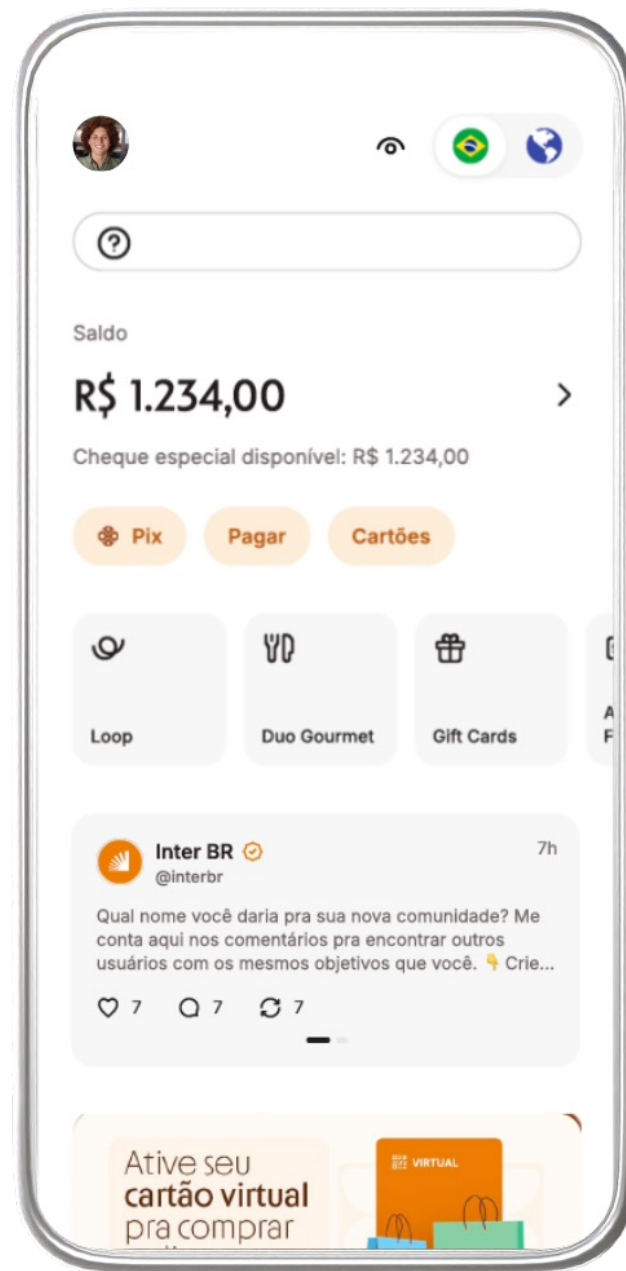 Saldo
R$ 1.234,00
Cheque especial disponível: R$ 1.234,00
Pix Pagar Cartões
Loop Duo Gourmet Gift Cards
Inter BR 7h
@interbr
Qual nome você daria pra sua nova comunidade? Me
conta aqui nos comentários pra encontrar outros
usuários com os mesmos objetivos que você. 👇 Crie...
7 7 7
Ative seu
cartão virtual
pra comprar
VIRTUAL